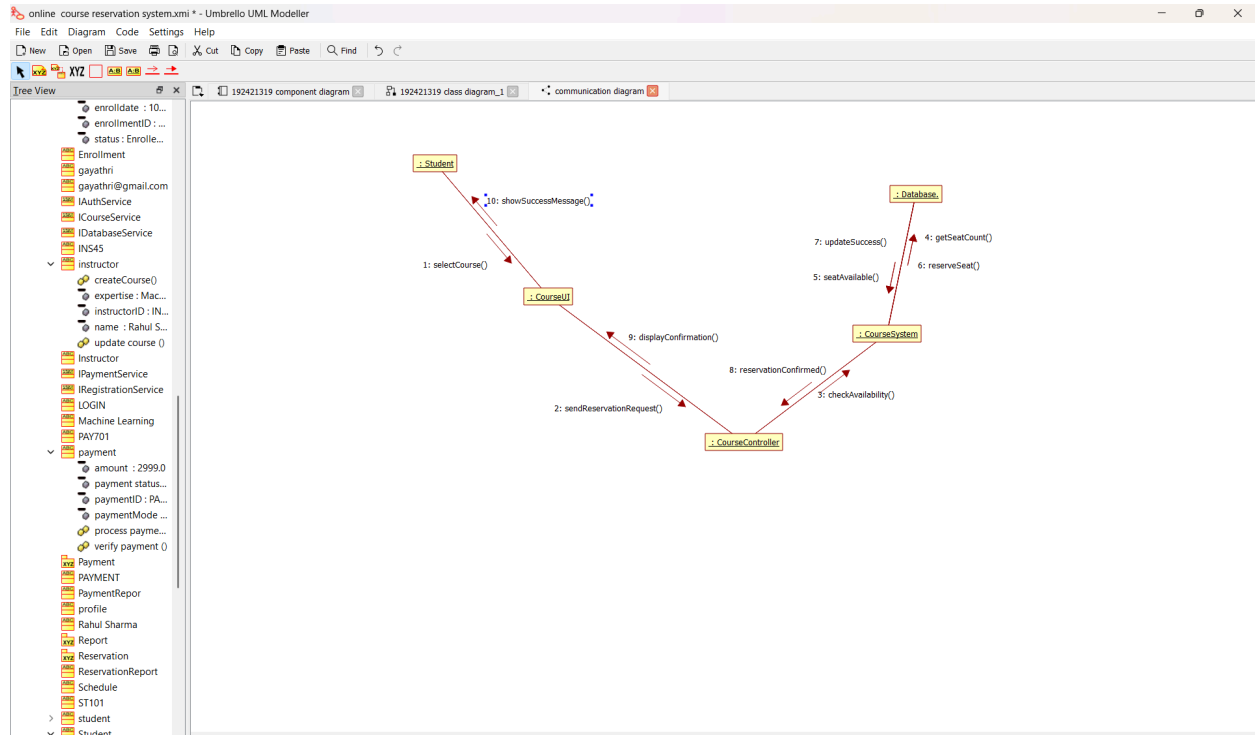 online course reservation system.xmi * - Umbrello UML Modeller
File Edit Diagram Code Settings Help
New Open Save Cut Copy Paste Find
XYZ XYZ XYZ A:B A:B
Tree View
192421319 component diagram
192421319 class diagram_1
communication diagram
enrolldate : 10...
enrollmentID : ...
status : Enrolle...
Enrollment
gayathri
gayathri@gmail.com
IAuthService
ICourseService
IDatabaseService
INS45
instructor
createCourse()
expertise : Mac...
instructorID : IN...
name : Rahul S...
update course ()
Instructor
IPaymentService
IRegistrationService
LOGIN
Machine Learning
PAY701
payment
amount : 2999.0
payment status...
paymentID : PA...
paymentMode ...
process payme...
verify payment ()
Payment
PAYMENT
PaymentRepor
profile
Rahul Sharma
Report
Reservation
ReservationReport
Schedule
ST101
student
Student
: Student
10: showSuccessMessage()
1: selectCourse()
: CourseUI
9: displayConfirmation()
2: sendReservationRequest()
: CourseController
8: reservationConfirmed()
3: checkAvailability()
: CourseSystem
5: seatAvailable()
6: reserveSeat()
7: updateSuccess()
4: getSeatCount()
: Database.